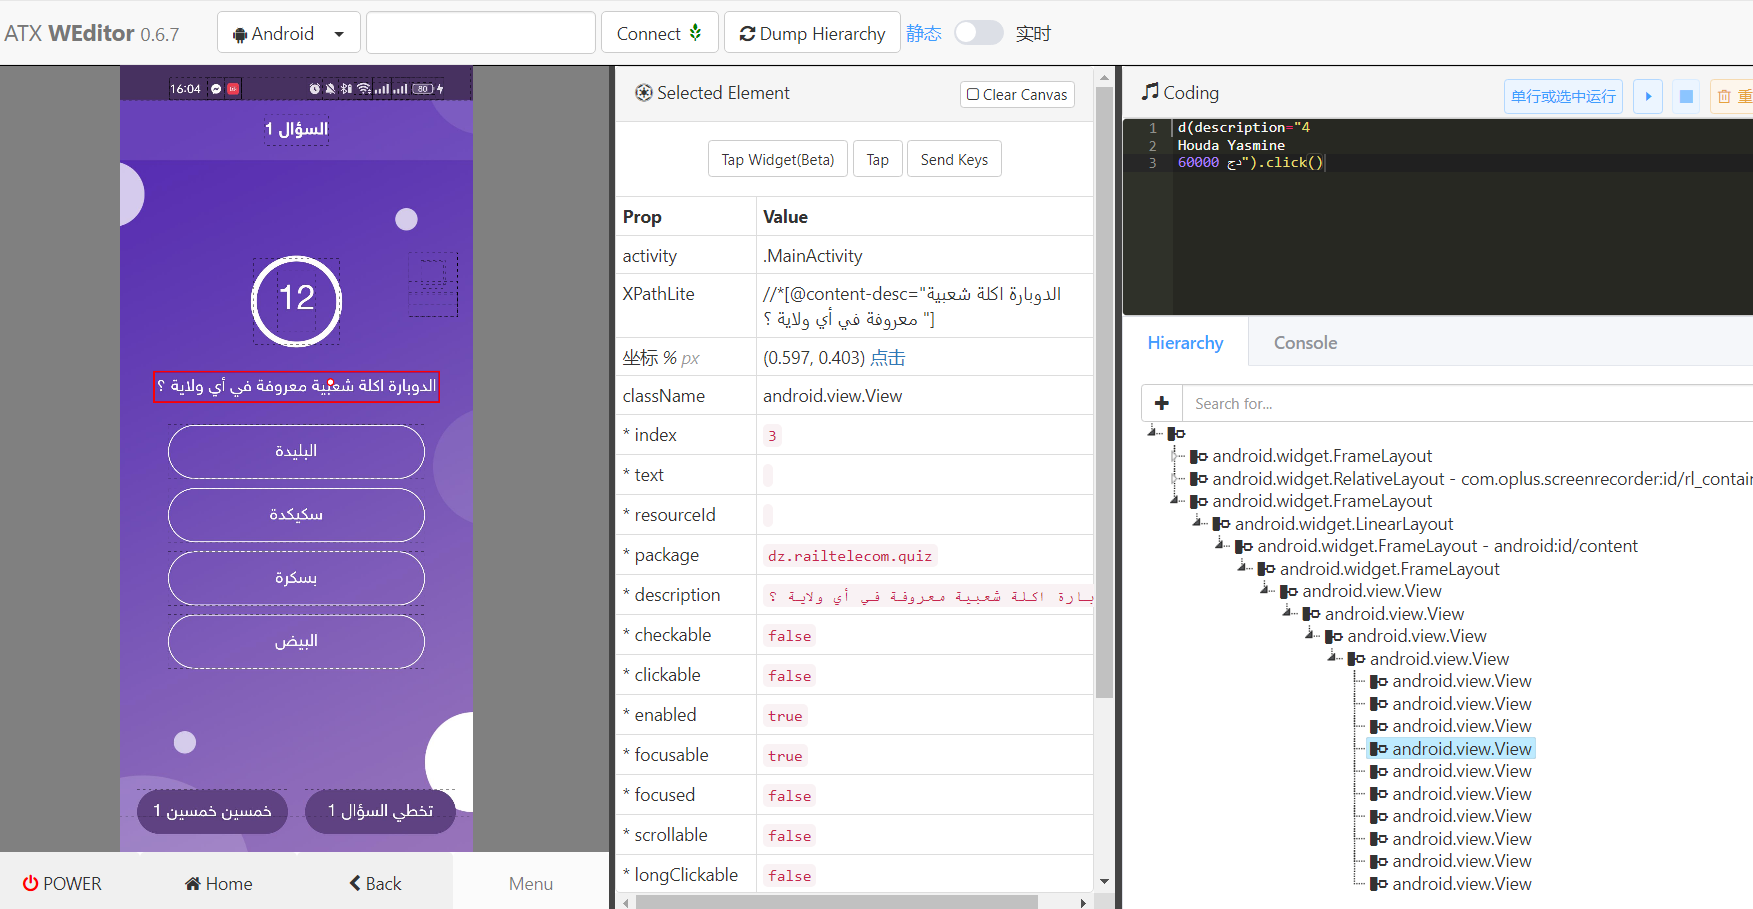 ATX WEditor 0.6.7
Android
Connect
Dump Hierarchy
静态
实时
16:04
80
السؤال 1
12
الدوبارة اكلة شعبية معروفة في أي ولاية ؟
البليدة
سكيكدة
بسكرة
البيض
خمسين خمسين 1
تخطي السؤال 1
POWER
Home
Back
Menu
Selected Element
Clear Canvas
Tap Widget(Beta)
Tap
Send Keys
Prop Value
activity .MainActivity
XPathLite //*[@content-desc="الدوبارة اكلة شعبية
معروفة في أي ولاية ؟ "]
坐标 % px (0.597, 0.403) 点击
className android.view.View
* index 3
* text
* resourceId
* package dz.railtelecom.quiz
* description بارة اكلة شعبية معروفة في أي ولاية ؟
* checkable false
* clickable false
* enabled true
* focusable true
* focused false
* scrollable false
* longClickable false
Coding
单行或选中运行
重
1 d(description="4
2 Houda Yasmine
3 60000 دج").click()
Hierarchy
Console
Search for...
android.widget.FrameLayout
android.widget.RelativeLayout - com.oplus.screenrecorder:id/rl_contain
android.widget.FrameLayout
android.widget.LinearLayout
android.widget.FrameLayout - android:id/content
android.widget.FrameLayout
android.view.View
android.view.View
android.view.View
android.view.View
android.view.View
android.view.View
android.view.View
android.view.View
android.view.View
android.view.View
android.view.View
android.view.View
android.view.View
android.view.View